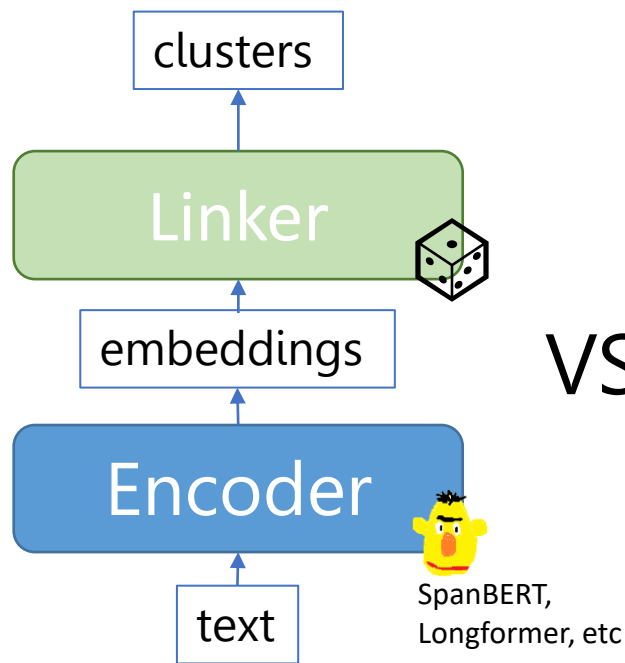 clusters
Linker
embeddings
VS
Encoder
SpanBERT,
Longformer, etc
text